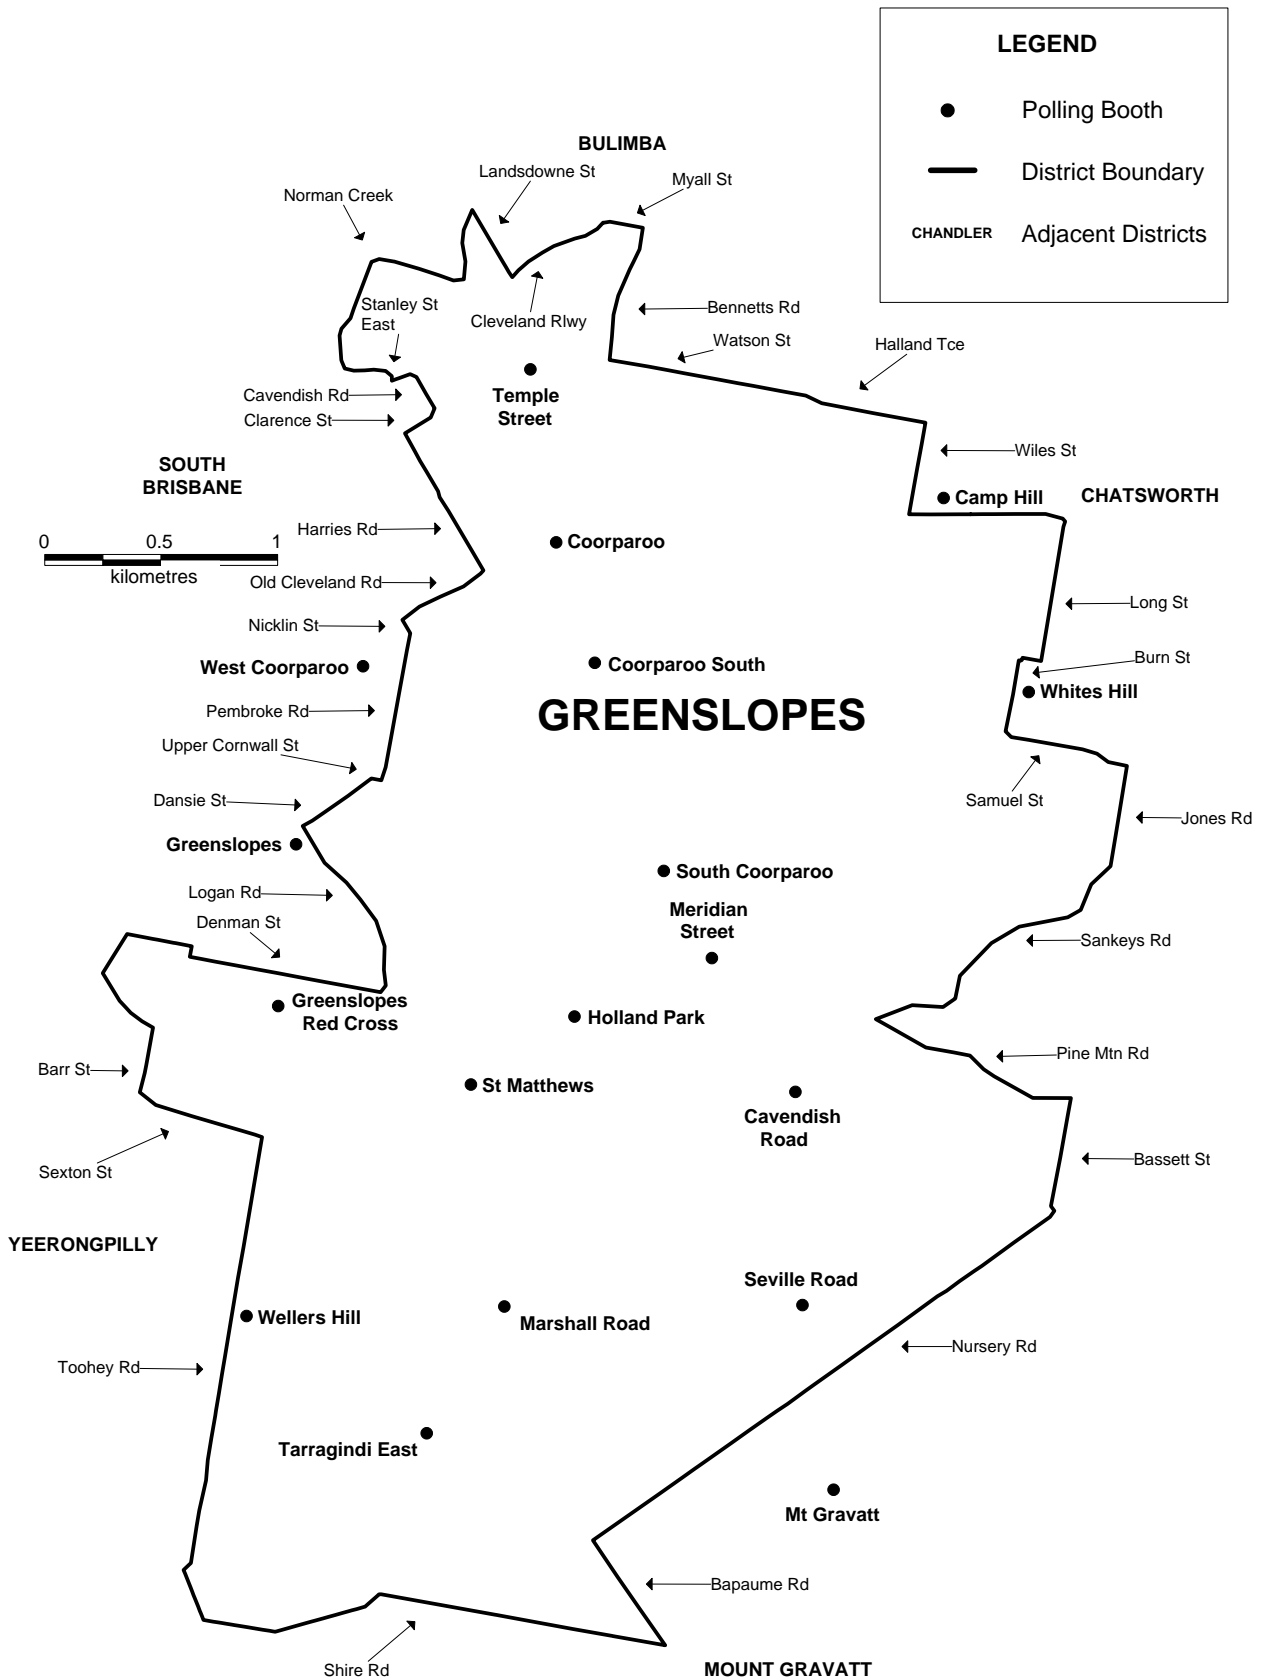 LEGEND
Polling Booth
District Boundary
CHANDLER Adjacent Districts
BULIMBA
Landsdowne St
Myall St
Norman Creek
Stanley St
East
Cleveland Rlwy
Bennetts Rd
Watson St
Halland Tce
Cavendish Rd
Temple
Street
Clarence St
Wiles St
SOUTH
BRISBANE
Camp Hill
CHATSWORTH
Harries Rd
0 0.5 1
kilometres
Coorparoo
Old Cleveland Rd
Long St
Nicklin St
West Coorparoo
Coorparoo South
Burn St
Whites Hill
GREENSLOPES
Pembroke Rd
Upper Cornwall St
Dansie St
Samuel St
Jones Rd
Greenslopes
South Coorparoo
Logan Rd
Meridian
Street
Denman St
Sankeys Rd
Greenslopes
Red Cross
Holland Park
Pine Mtn Rd
Barr St
St Matthews
Cavendish
Road
Sexton St
Bassett St
YEERONGPILLY
Seville Road
Wellers Hill
Marshall Road
Nursery Rd
Toohey Rd
Tarragindi East
Mt Gravatt
Bapaume Rd
Shire Rd
MOUNT GRAVATT